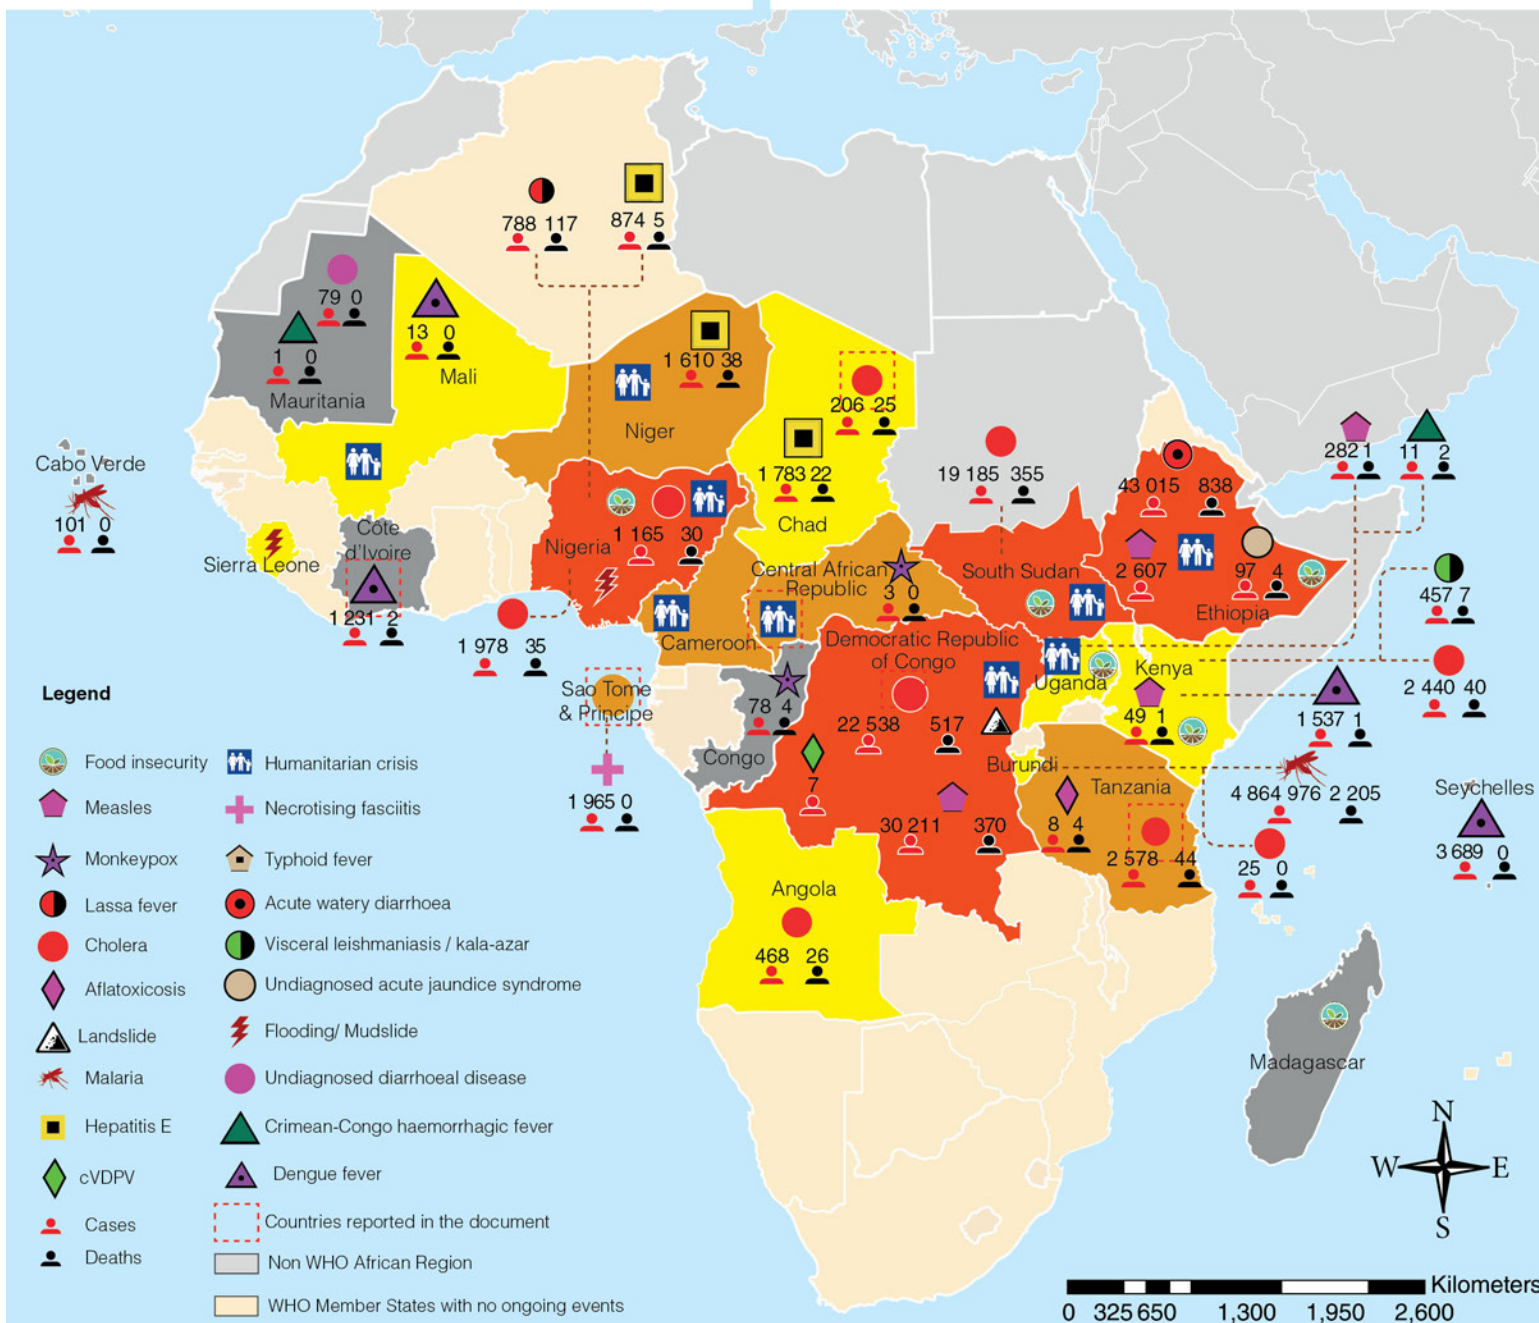 788 117
874 5
79 0
1 0
Mauritania
13 0
Mali
1 610 38
Niger
206 25
1 783 22
Chad
19 185 355
282 1
11 2
43 015 838
2 607
97 4
Ethiopia
Cabo Verde
101 0
Sierra Leone
Côte
d'Ivoire
1 231 2
Nigeria
1 165 30
1 978 35
Cameroon
Central African
Republic
3 0
South Sudan
Democratic Republic
of Congo
22 538 517
7
30 211 370
Uganda
Kenya
49 1
457 7
2 440 40
1 537 1
4 864 976 2 205
25 0
Seychelles
3 689 0
Sao Tome
& Principe
1 965 0
78 4
Congo
Burundi
Tanzania
8 4
2 578 44
Angola
468 26
Madagascar
Legend
Food insecurity
Measles
Monkeypox
Lassa fever
Cholera
Aflatoxicosis
Landslide
Malaria
Hepatitis E
cVDPV
Cases
Deaths
Humanitarian crisis
Necrotising fasciitis
Typhoid fever
Acute watery diarrhoea
Visceral leishmaniasis / kala-azar
Undiagnosed acute jaundice syndrome
Flooding/ Mudslide
Undiagnosed diarrhoeal disease
Crimean-Congo haemorrhagic fever
Dengue fever
Countries reported in the document
Non WHO African Region
WHO Member States with no ongoing events
N
W E
S
Kilometers
0 325 650 1,300 1,950 2,600